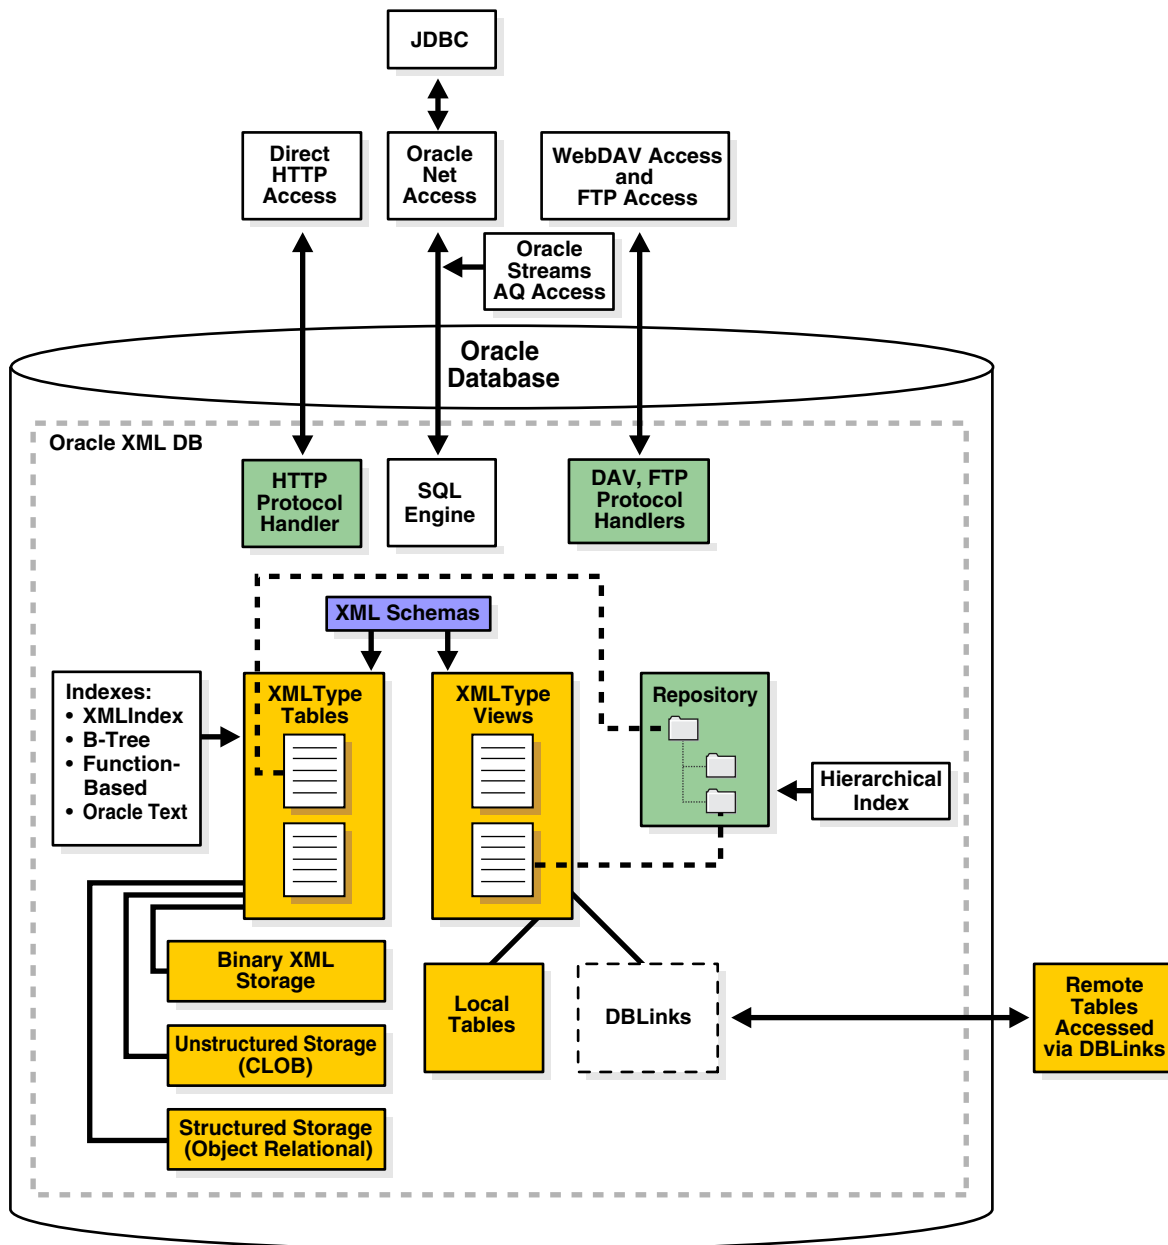 JDBC
Direct
HTTP
Access
Oracle
Net
Access
WebDAV Access
and
FTP Access
Oracle
Streams
AQ Access
Oracle
Database
Oracle XML DB
HTTP
Protocol
Handler
SQL
Engine
DAV, FTP
Protocol
Handlers
XML Schemas
Indexes:
• XMLIndex
• B-Tree
• Function-
Based
• Oracle Text
XMLType
Tables
XMLType
Views
Repository
Hierarchical
Index
Binary XML
Storage
Unstructured Storage
(CLOB)
Structured Storage
(Object Relational)
Local
Tables
DBLinks
Remote
Tables
Accessed
via DBLinks